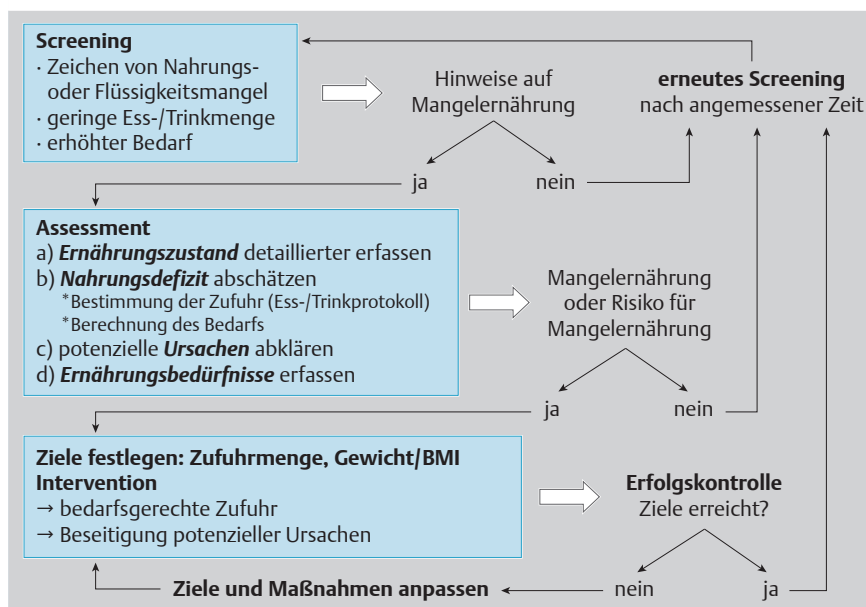 Screening
· Zeichen von Nahrungs-
oder Flüssigkeitsmangel
· geringe Ess-/Trinkmenge
· erhöhter Bedarf
Hinweise auf
Mangelernährung
erneutes Screening
nach angemessener Zeit
ja
nein
Assessment
a) Ernährungszustand detaillierter erfassen
b) Nahrungsdefizit abschätzen
*Bestimmung der Zufuhr (Ess-/Trinkprotokoll)
*Berechnung des Bedarfs
c) potenzielle Ursachen abklären
d) Ernährungsbedürfnisse erfassen
Mangelernährung
oder Risiko für
Mangelernährung
ja
nein
Ziele festlegen: Zufuhrmenge, Gewicht/BMI
Intervention
→ bedarfsgerechte Zufuhr
→ Beseitigung potenzieller Ursachen
Erfolgskontrolle
Ziele erreicht?
Ziele und Maßnahmen anpassen
nein
ja